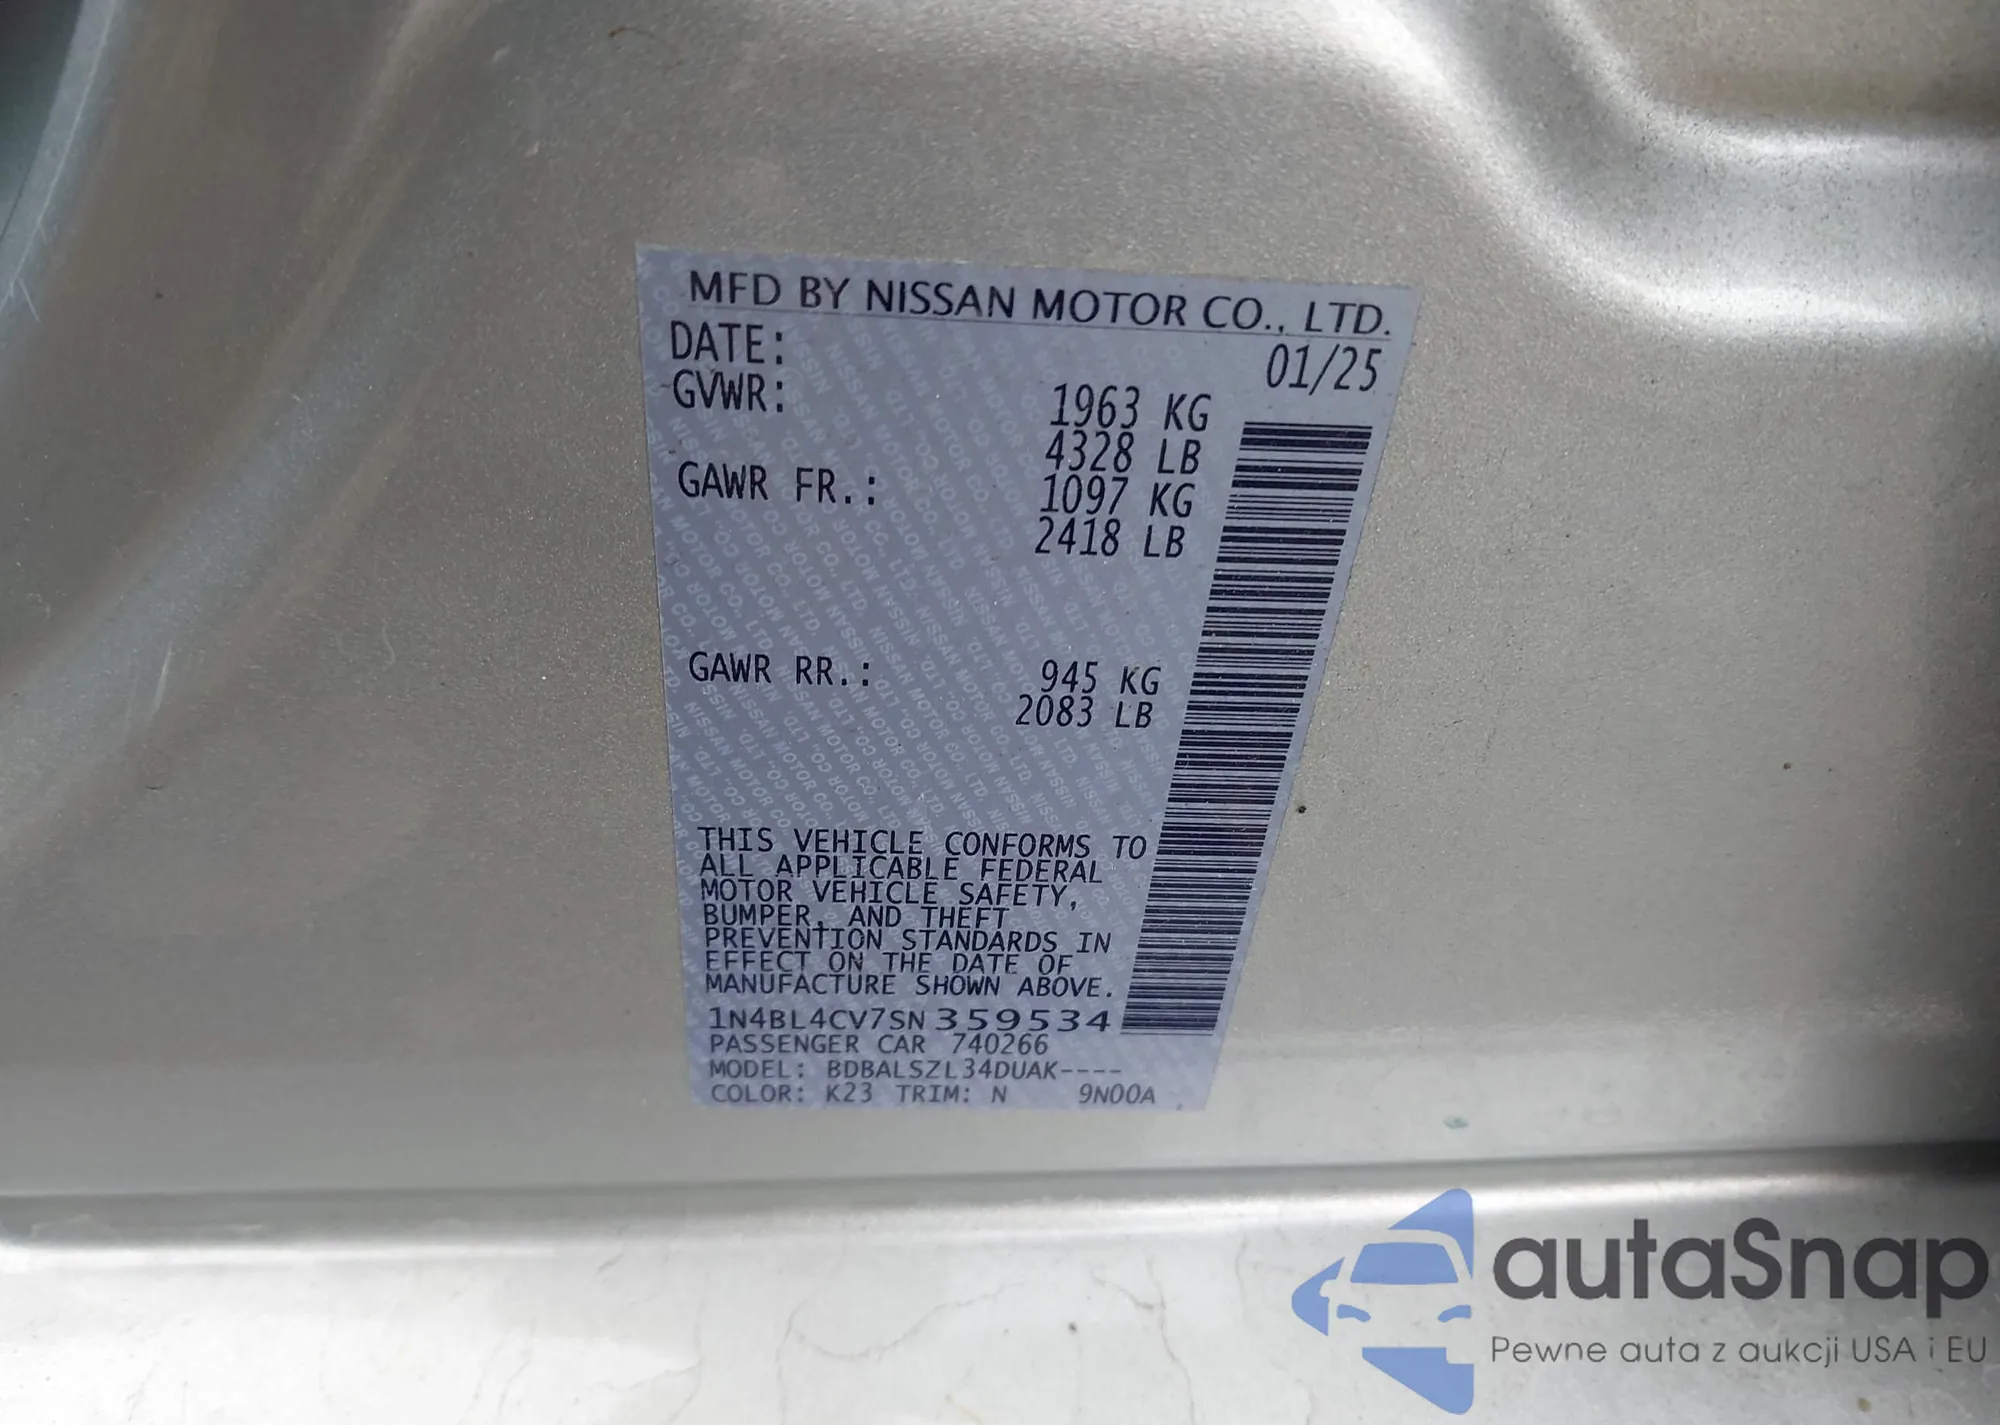 MFD BY NISSAN MOTOR CO., LTD.
DATE: 01/25
GVWR: 1963 KG
4328 LB
GAWR FR.: 1097 KG
2418 LB
GAWR RR.: 945 KG
2083 LB
THIS VEHICLE CONFORMS TO
ALL APPLICABLE FEDERAL
MOTOR VEHICLE SAFETY,
BUMPER, AND THEFT
PREVENTION STANDARDS IN
EFFECT ON THE DATE OF
MANUFACTURE SHOWN ABOVE.
1N4BL4CV7SN359534
PASSENGER CAR 740266
MODEL: BDBALSZL34DUAK----
COLOR: K23 TRIM: N 9N00A
autaSnap
Pewne auta z aukcji USA i EU